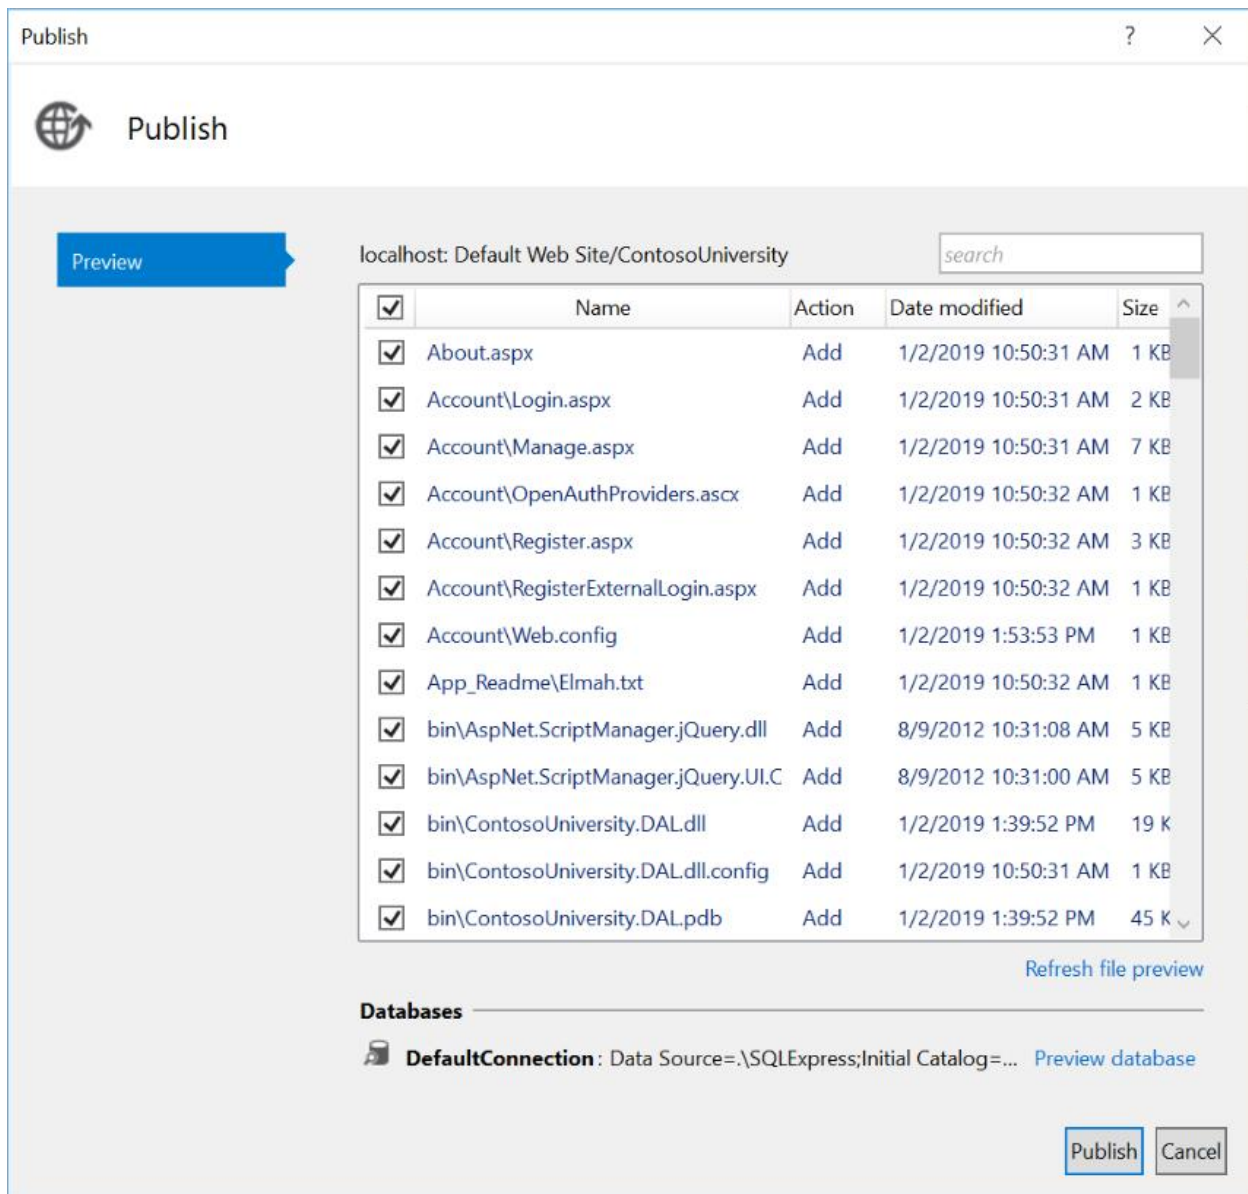 Publish ?
Publish
Preview
localhost: Default Web Site/ContosoUniversity search
Name Action Date modified Size
About.aspx Add 1/2/2019 10:50:31 AM 1 KB
Account\Login.aspx Add 1/2/2019 10:50:31 AM 2 KB
Account\Manage.aspx Add 1/2/2019 10:50:31 AM 7 KB
Account\OpenAuthProviders.ascx Add 1/2/2019 10:50:32 AM 1 KB
Account\Register.aspx Add 1/2/2019 10:50:32 AM 3 KB
Account\RegisterExternalLogin.aspx Add 1/2/2019 10:50:32 AM 1 KB
Account\Web.config Add 1/2/2019 1:53:53 PM 1 KB
App_Readme\Elmah.txt Add 1/2/2019 10:50:32 AM 1 KB
bin\AspNet.ScriptManager.jQuery.dll Add 8/9/2012 10:31:08 AM 5 KB
bin\AspNet.ScriptManager.jQuery.UI.C Add 8/9/2012 10:31:00 AM 5 KB
bin\ContosoUniversity.DAL.dll Add 1/2/2019 1:39:52 PM 19 K
bin\ContosoUniversity.DAL.dll.config Add 1/2/2019 10:50:31 AM 1 KB
bin\ContosoUniversity.DAL.pdb Add 1/2/2019 1:39:52 PM 45 K
Refresh file preview
Databases
DefaultConnection : Data Source=.\SQLExpress;Initial Catalog=... Preview database
Publish Cancel